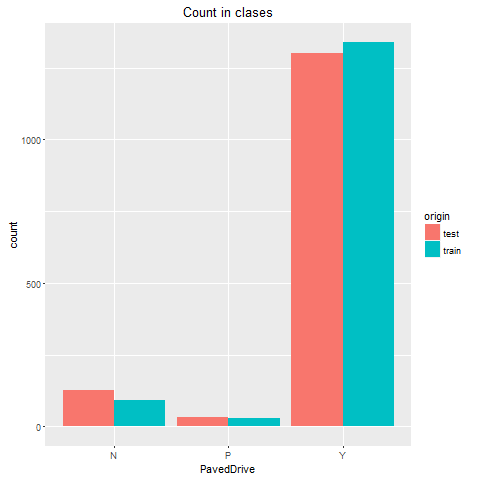 Count in clases
count
1000
500
0
N P Y
PavedDrive
origin
test
train